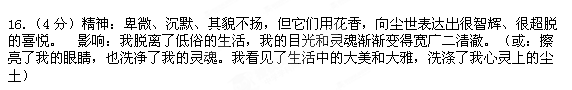 16.（4 分）精神：卑微、沉默、其貌不扬，但它们用花香，向尘世表达出很智辉、很超脱
的喜悦。 影响：我脱离了低俗的生活，我的目光和灵魂渐渐变得宽广二清澈。（或：擦
亮了我的眼睛，也洗净了我的灵魂。我看见了生活中的大美和大雅，洗涤了我心灵上的尘
土）